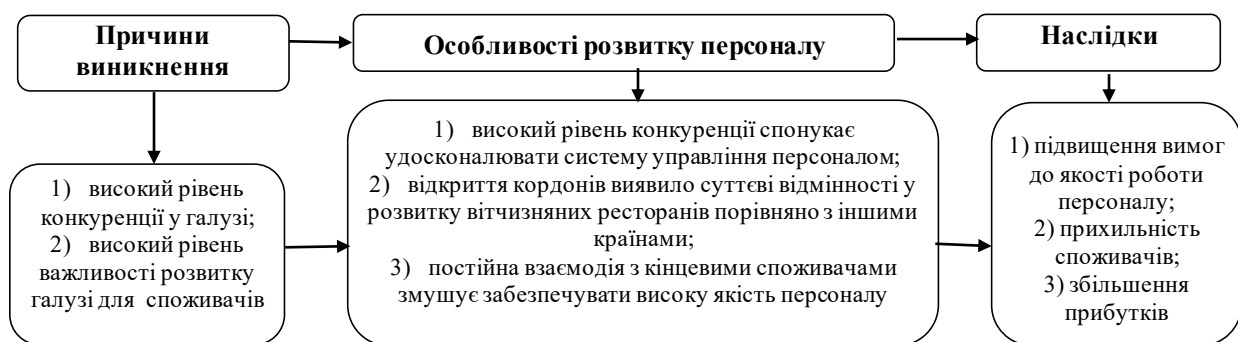 Причини
виникнення
Особливості розвитку персоналу
Наслідки
1) високий рівень
конкуренції у галузі;
2) високий рівень
важливості розвитку
галузі для споживачів
1) високий рівень конкуренції спонукає
удосконалювати систему управління персоналом;
2) відкриття кордонів виявило суттєві відмінності у
розвитку вітчизняних ресторанів порівняно з іншими
країнами;
3) постійна взаємодія з кінцевими споживачами
змушує забезпечувати високу якість персоналу
1) підвищення вимог
до якості роботи
персоналу;
2) прихильність
споживачів;
3) збільшення
прибутків